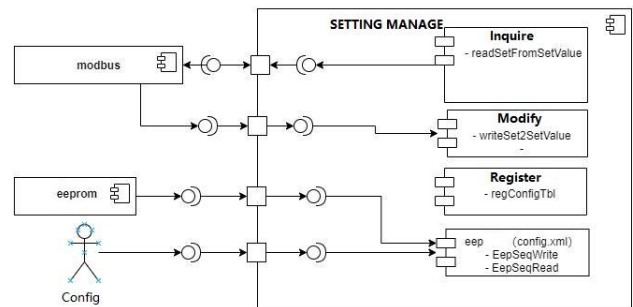 SETTING MANAGE
Inquire
- readSetFromSetValue
modbus
Modify
- writeSet2SetValue
-
Register
- regConfigTbl
eeprom
eep (config.xml)
- EepSeqWrite
- EepSeqRead
Config